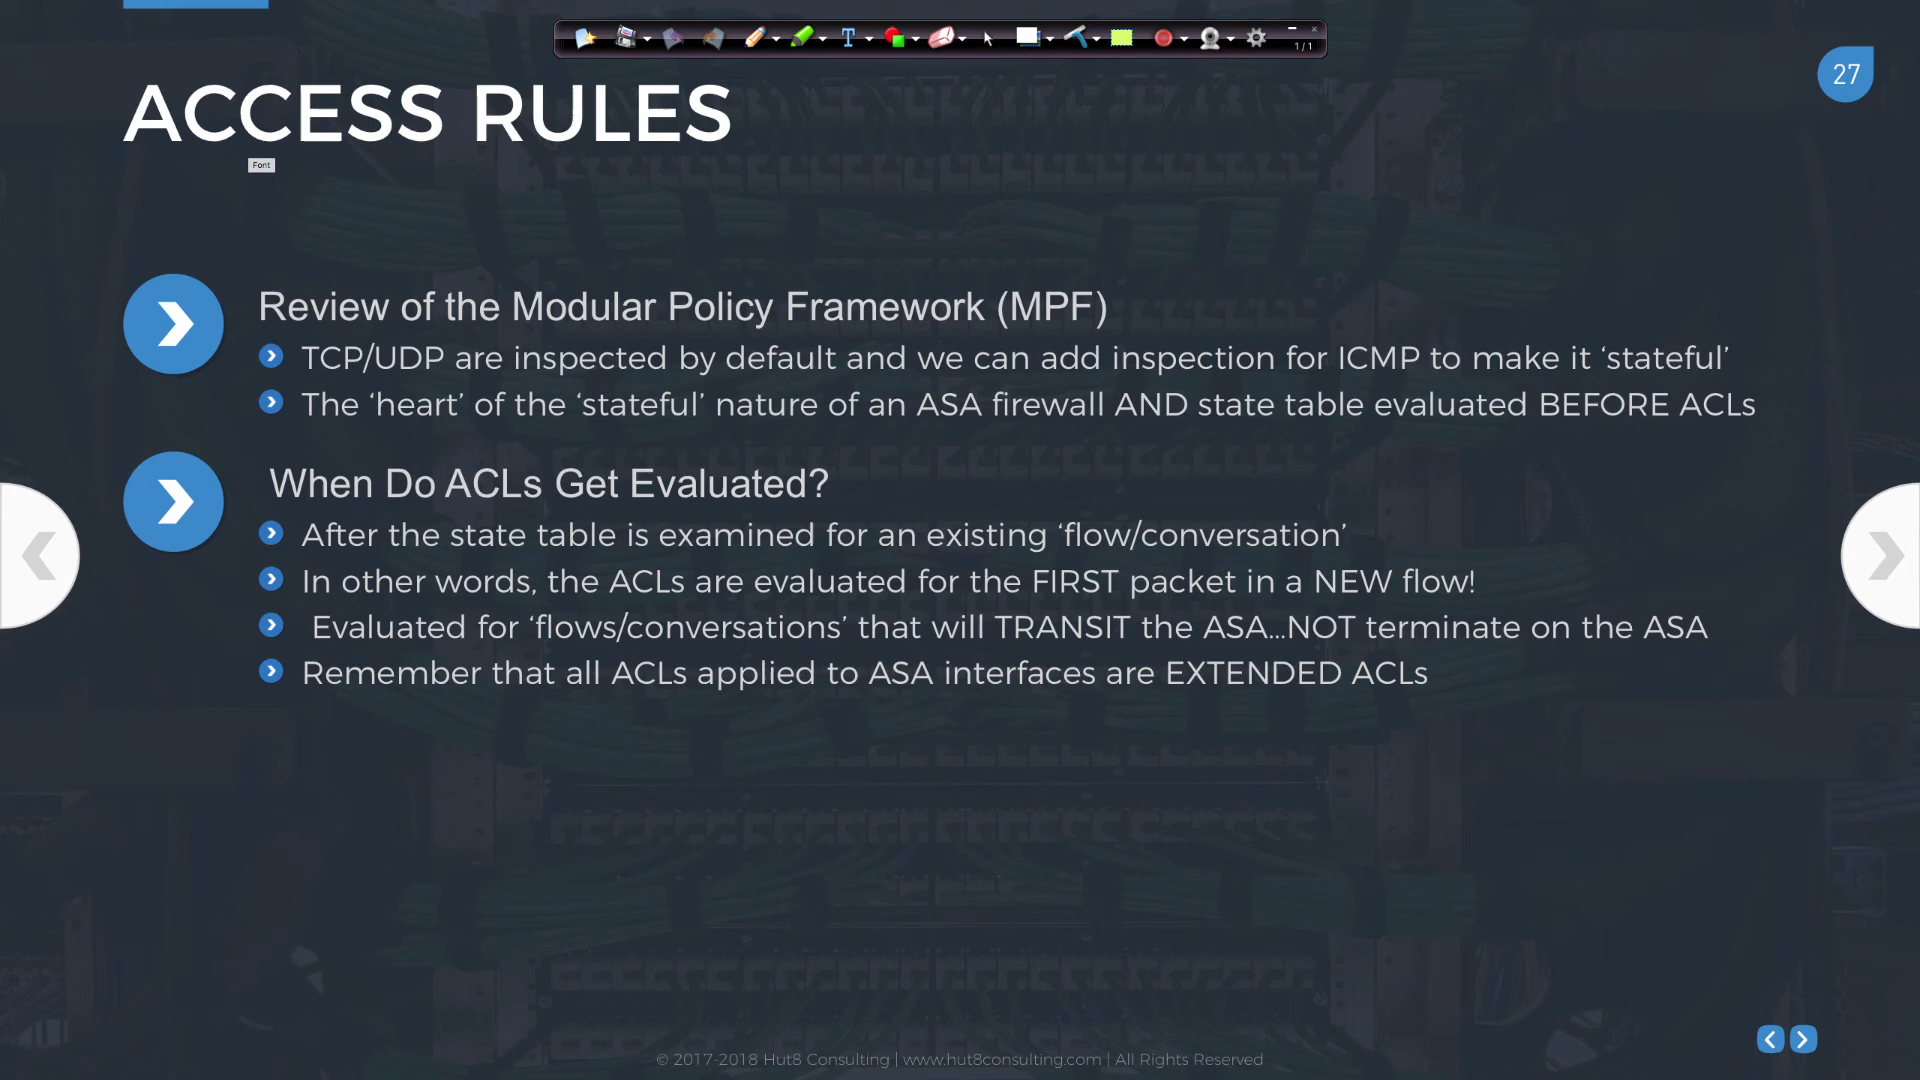 1/1
27
ACCESS RULES
Font
Review of the Modular Policy Framework (MPF)
TCP/UDP are inspected by default and we can add inspection for ICMP to make it ‘stateful’
The ‘heart’ of the ‘stateful’ nature of an ASA firewall AND state table evaluated BEFORE ACLs
When Do ACLs Get Evaluated?
After the state table is examined for an existing ‘flow/conversation’
In other words, the ACLs are evaluated for the FIRST packet in a NEW flow!
Evaluated for ‘flows/conversations’ that will TRANSIT the ASA...NOT terminate on the ASA
Remember that all ACLs applied to ASA interfaces are EXTENDED ACLs
© 2017-2018 Hut8 Consulting | www.hut8consulting.com | All Rights Reserved